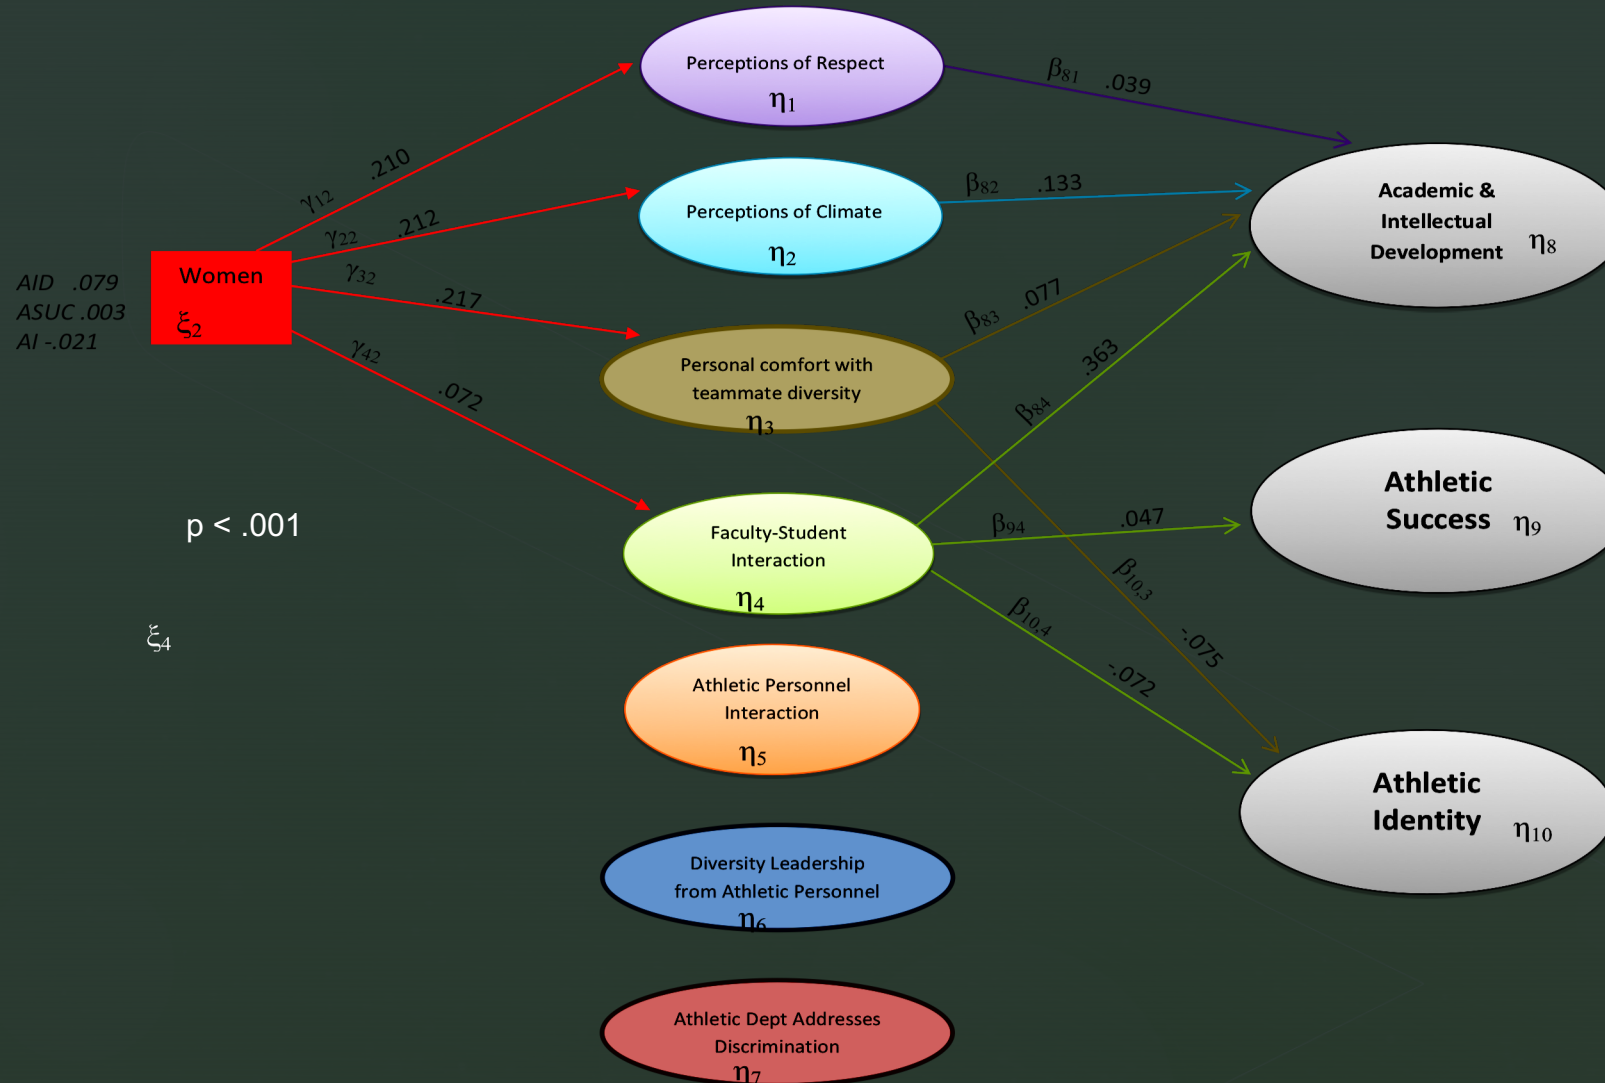 Perceptions of Respect
η1
β81 .039
γ12 .210
Perceptions of Climate
η2
β82 .133
γ22 .212
Academic &
Intellectual
Development η8
Women
ξ2
AID .079
ASUC .003
AI -.021
γ32 .217
Personal comfort with
teammate diversity
η3
β83 .077
γ42 .072
β84 .363
Athletic
Success η9
p < .001
Faculty-Student
Interaction
η4
β94 .047
β10,3 -.075
β10,4 -.072
ξ4
Athletic Personnel
Interaction
η5
Athletic
Identity η10
Diversity Leadership
from Athletic Personnel
η6
Athletic Dept Addresses
Discrimination
η7